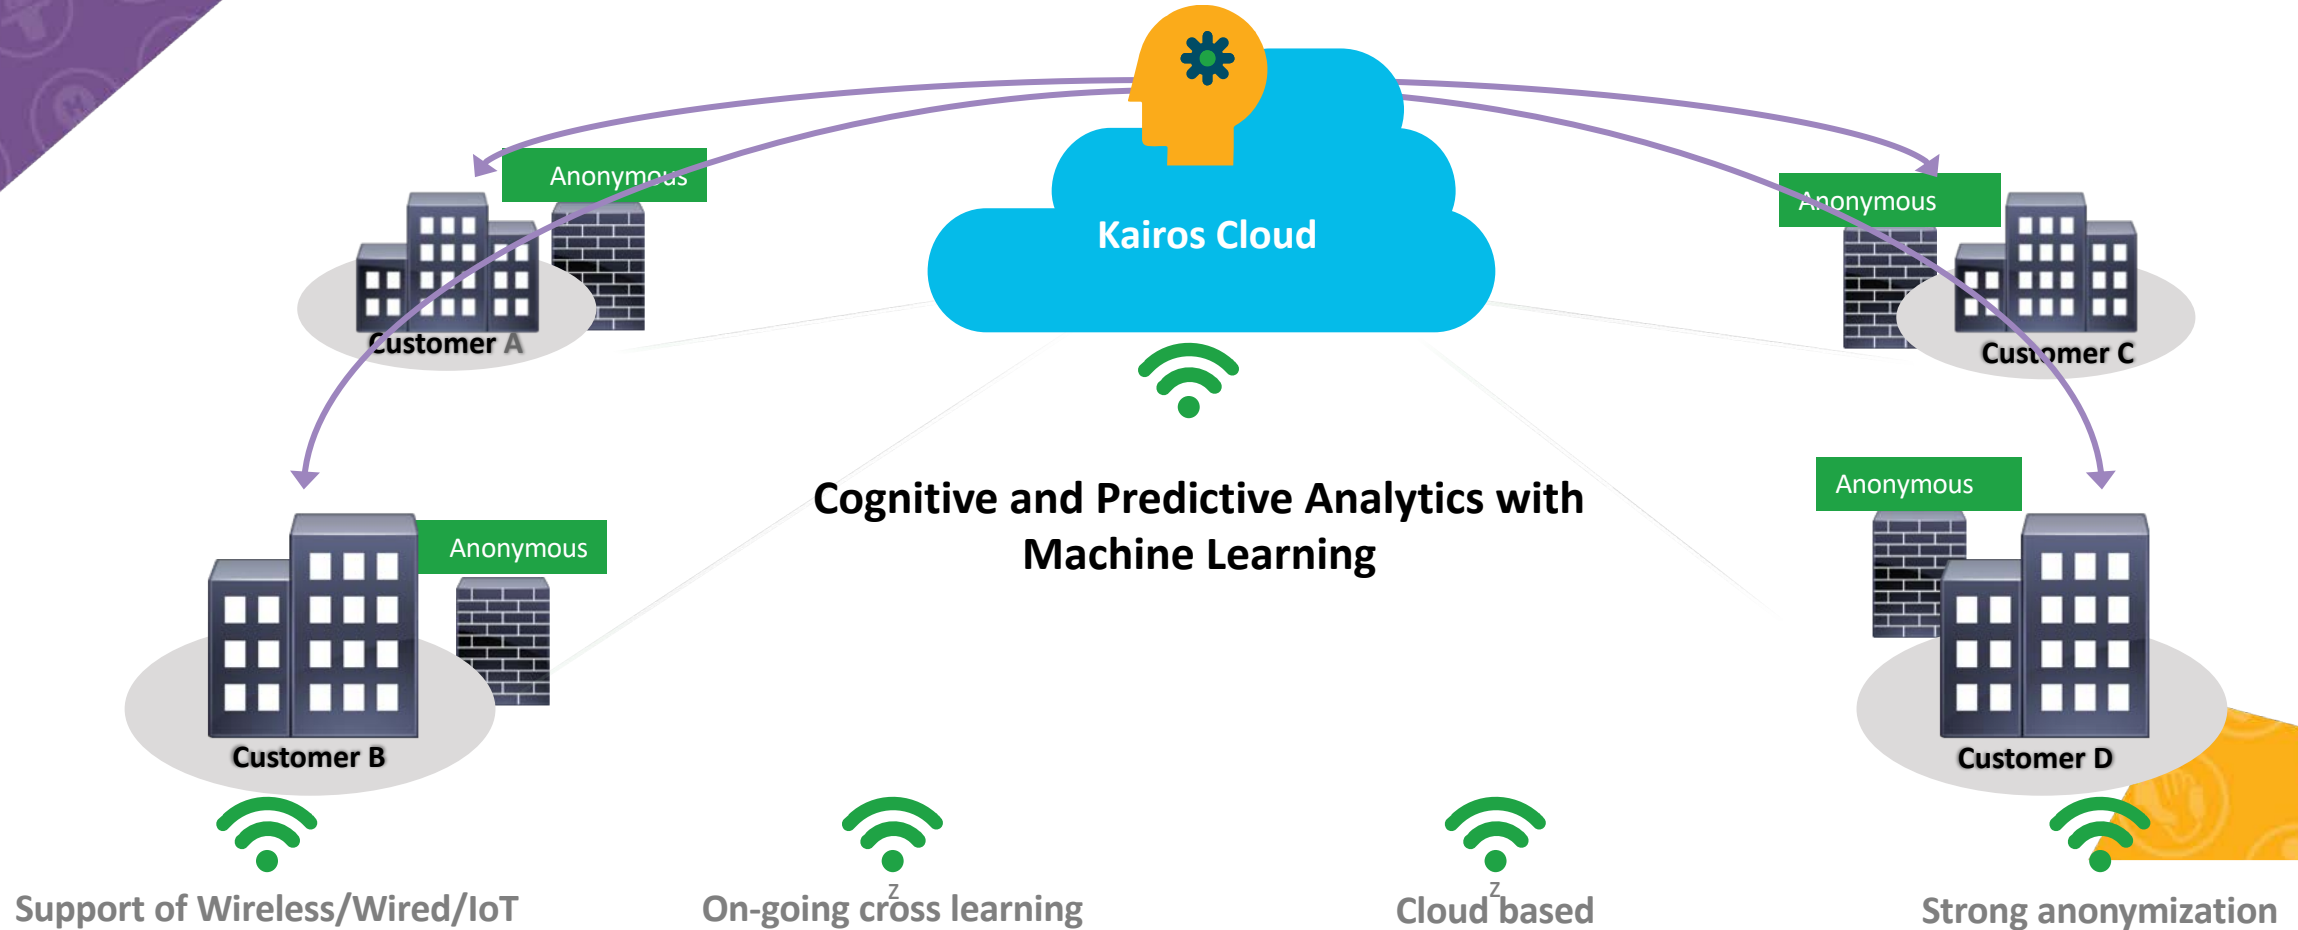 Anonymous
Anonymous
Kairos Cloud
Customer A
Customer C
Anonymous
Cognitive and Predictive Analytics with
Machine Learning
Anonymous
Customer B
Customer D
z
z
Support of Wireless/Wired/IoT
On-going cross learning
Cloud based
Strong anonymization